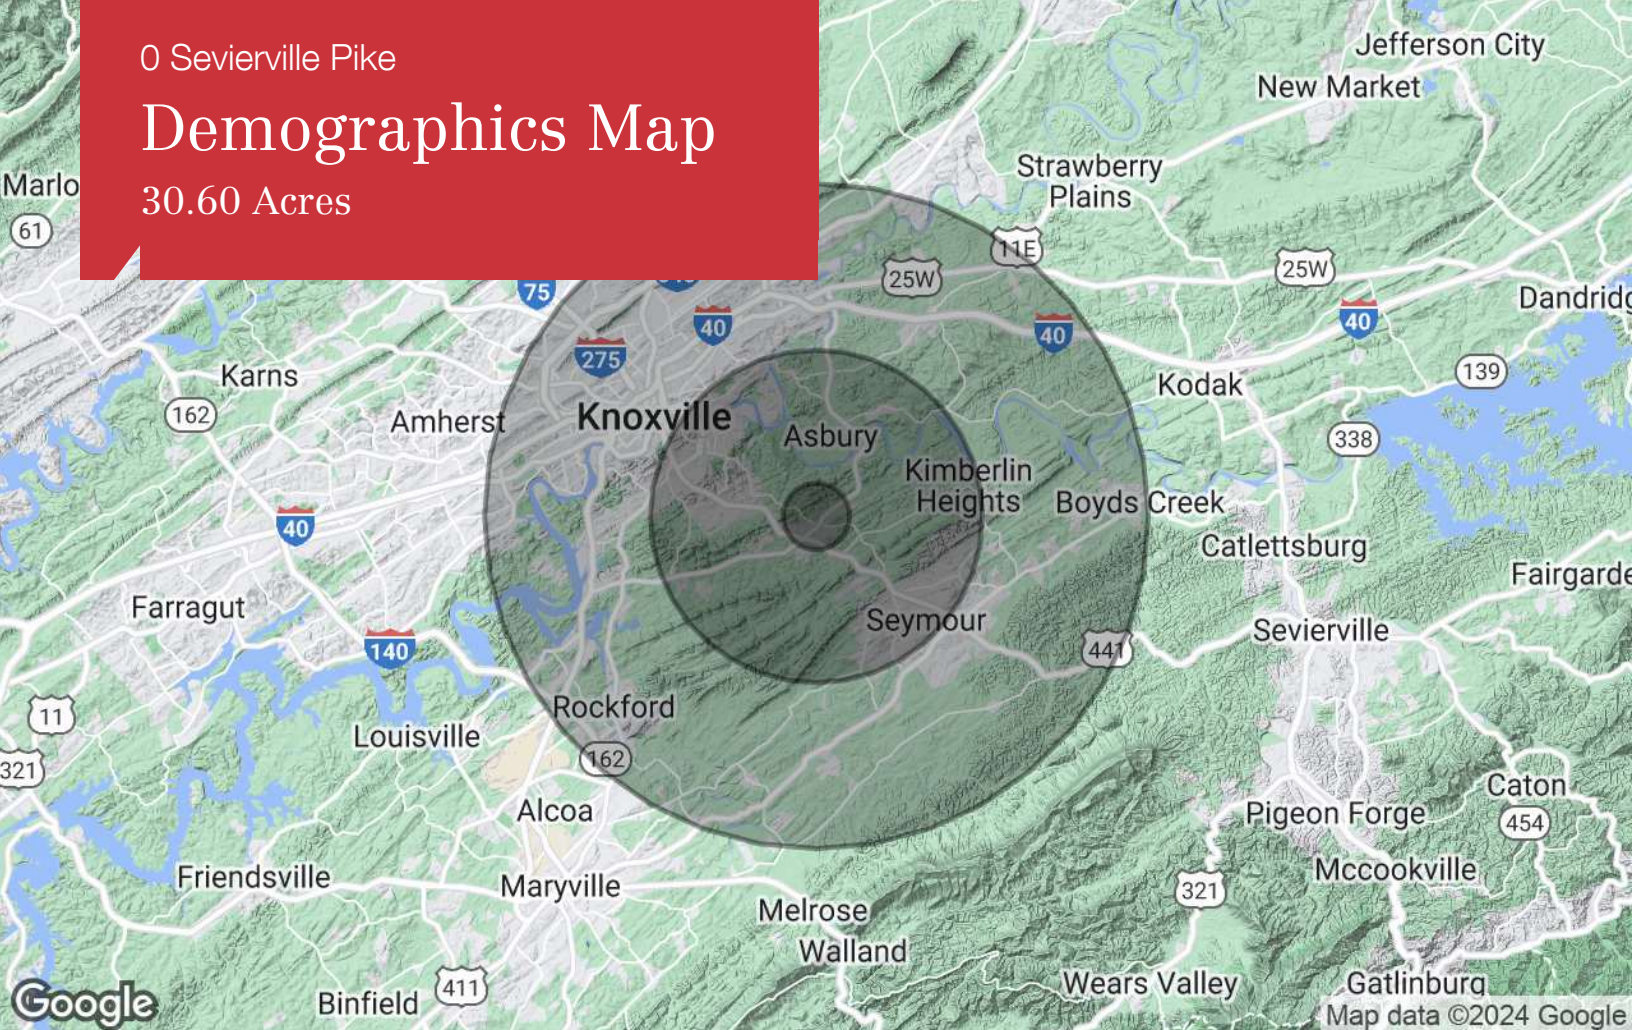 0 Sevierville Pike
Demographics Map
30.60 Acres
Jefferson City
New Market
Strawberry
Plains
Marlo
61
11E
25W
25W
75
40
40
40
Dandridg
275
Karns
139
Kodak
162
Amherst
Knoxville
Asbury
338
Kimberlin
Heights
Boyds Creek
40
Catlettsburg
Fairgarde
Farragut
Seymour
Sevierville
140
441
11
Rockford
Louisville
162
321
Caton
Alcoa
Pigeon Forge
454
Mccookville
Friendsville
Maryville
321
Melrose
Walland
Wears Valley
Gatlinburg
411
Binfield
Google
Map data ©2024 Google